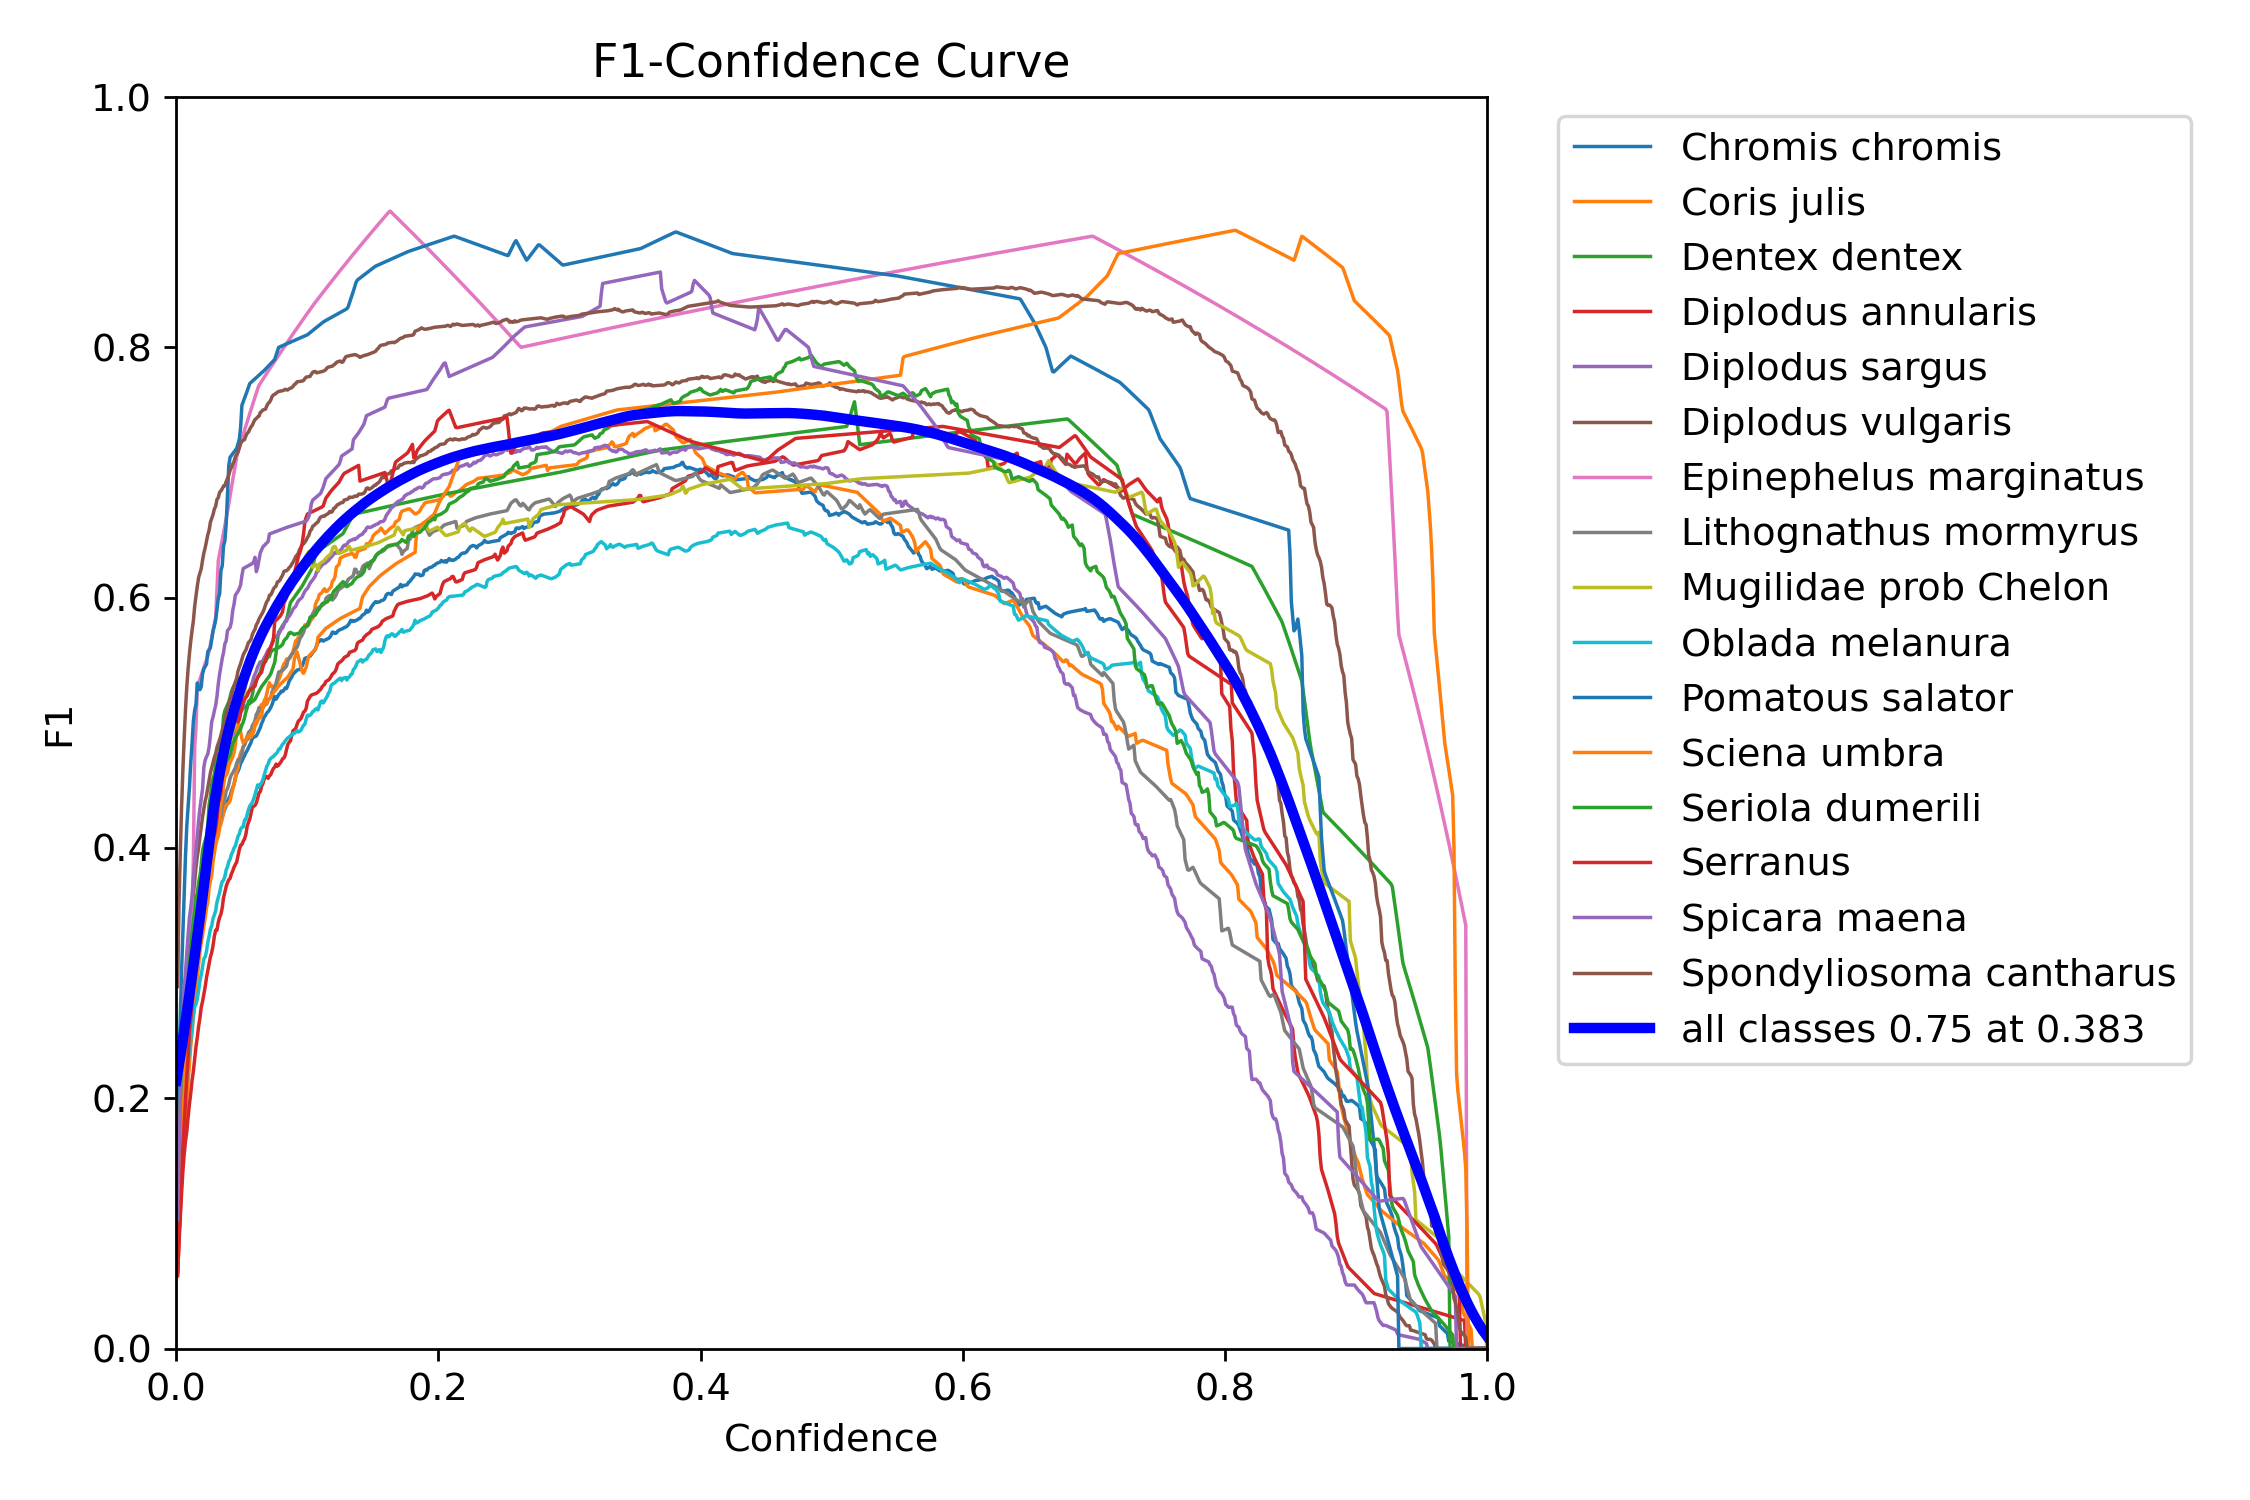 F1-Confidence Curve
1.0
0.8
0.6
0.4
0.2
0.0
F1
0.0 0.2 0.4 0.6 0.8 1.0
Confidence
Chromis chromis
Coris julis
Dentex dentex
Diplodus annularis
Diplodus sargus
Diplodus vulgaris
Epinephelus marginatus
Lithognathus mormyrus
Mugilidae prob Chelon
Oblada melanura
Pomatous salator
Sciena umbra
Seriola dumerili
Serranus
Spicara maena
Spondyliosoma cantharus
all classes 0.75 at 0.383